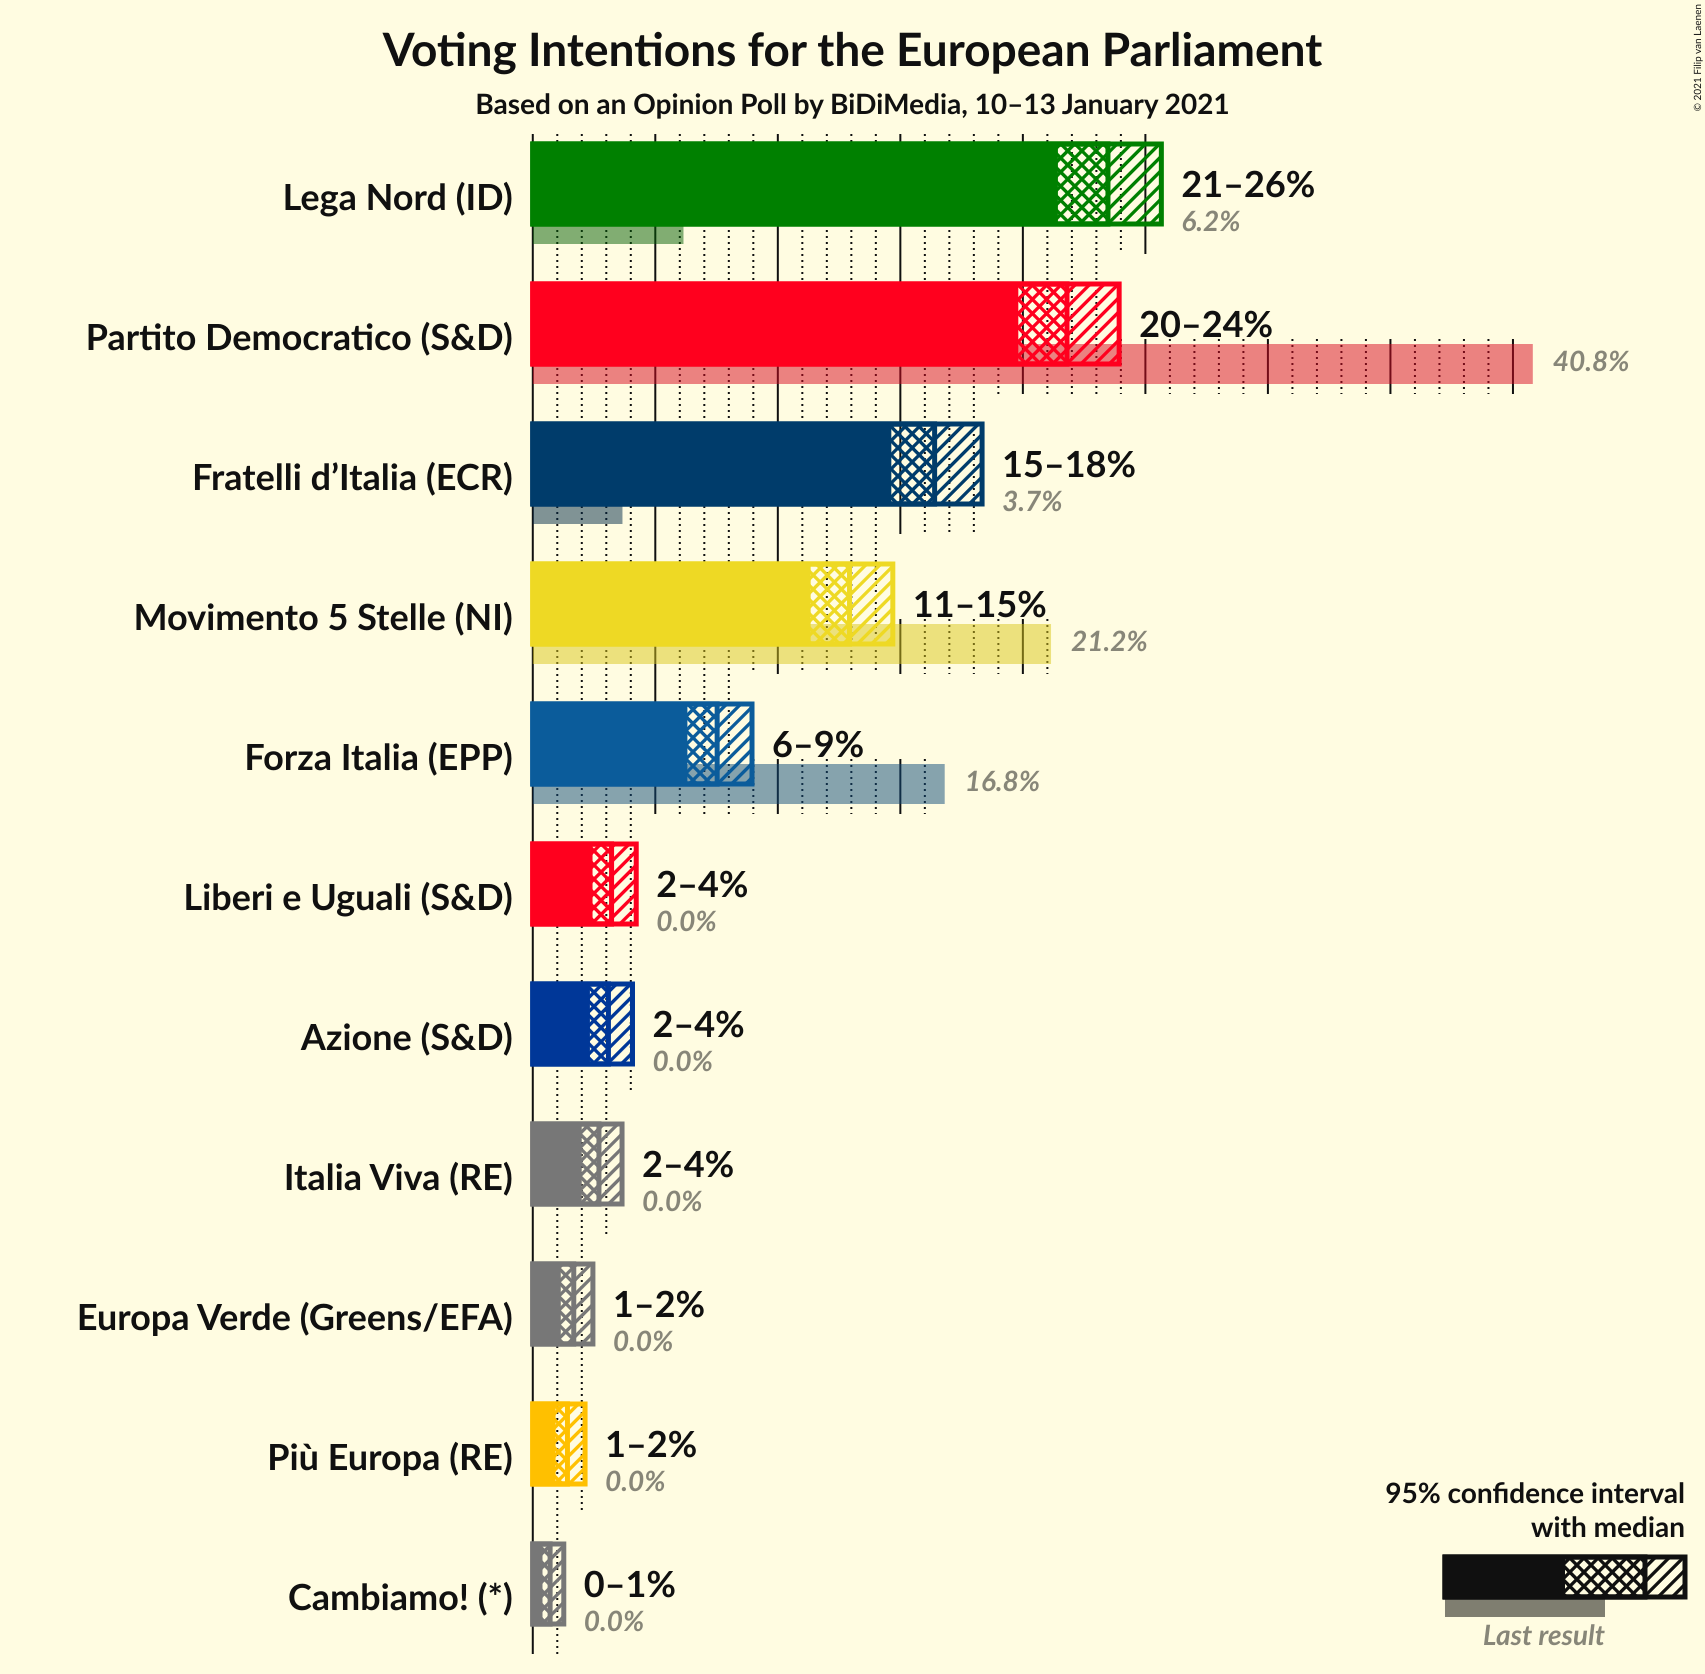 Voting Intentions for the European Parliament
Based on an Opinion Poll by BiDiMedia, 10–13 January 2021
© 2021 Filip van Laenen
Lega Nord (ID)
21–26%
6.2%
Partito Democratico (S&D)
20–24%
40.8%
Fratelli d’Italia (ECR)
15–18%
3.7%
Movimento 5 Stelle (NI)
11–15%
21.2%
Forza Italia (EPP)
6–9%
16.8%
Liberi e Uguali (S&D)
2–4%
0.0%
Azione (S&D)
2–4%
0.0%
Italia Viva (RE)
2–4%
0.0%
Europa Verde (Greens/EFA)
1–2%
0.0%
Più Europa (RE)
1–2%
0.0%
Cambiamo! (*)
0–1%
0.0%
95% confidence interval
with median
Last result